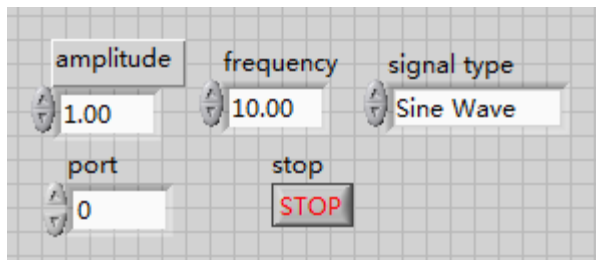 amplitude
frequency
signal type
1.00
10.00
Sine Wave
port
stop
0
STOP